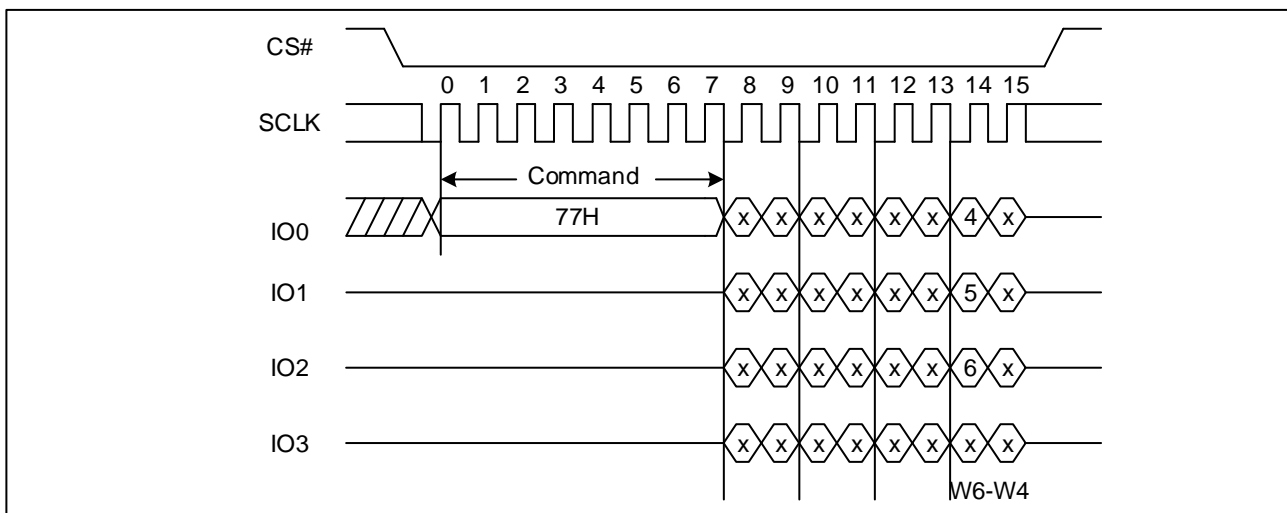 CS#
0 1 2 3 4 5 6 7 8 9 10 11 12 13 14 15
SCLK
Command
IO0 77H x x x x x x 4 x
IO1 x x x x x x 5 x
IO2 x x x x x x 6 x
IO3 x x x x x x x x
W6-W4